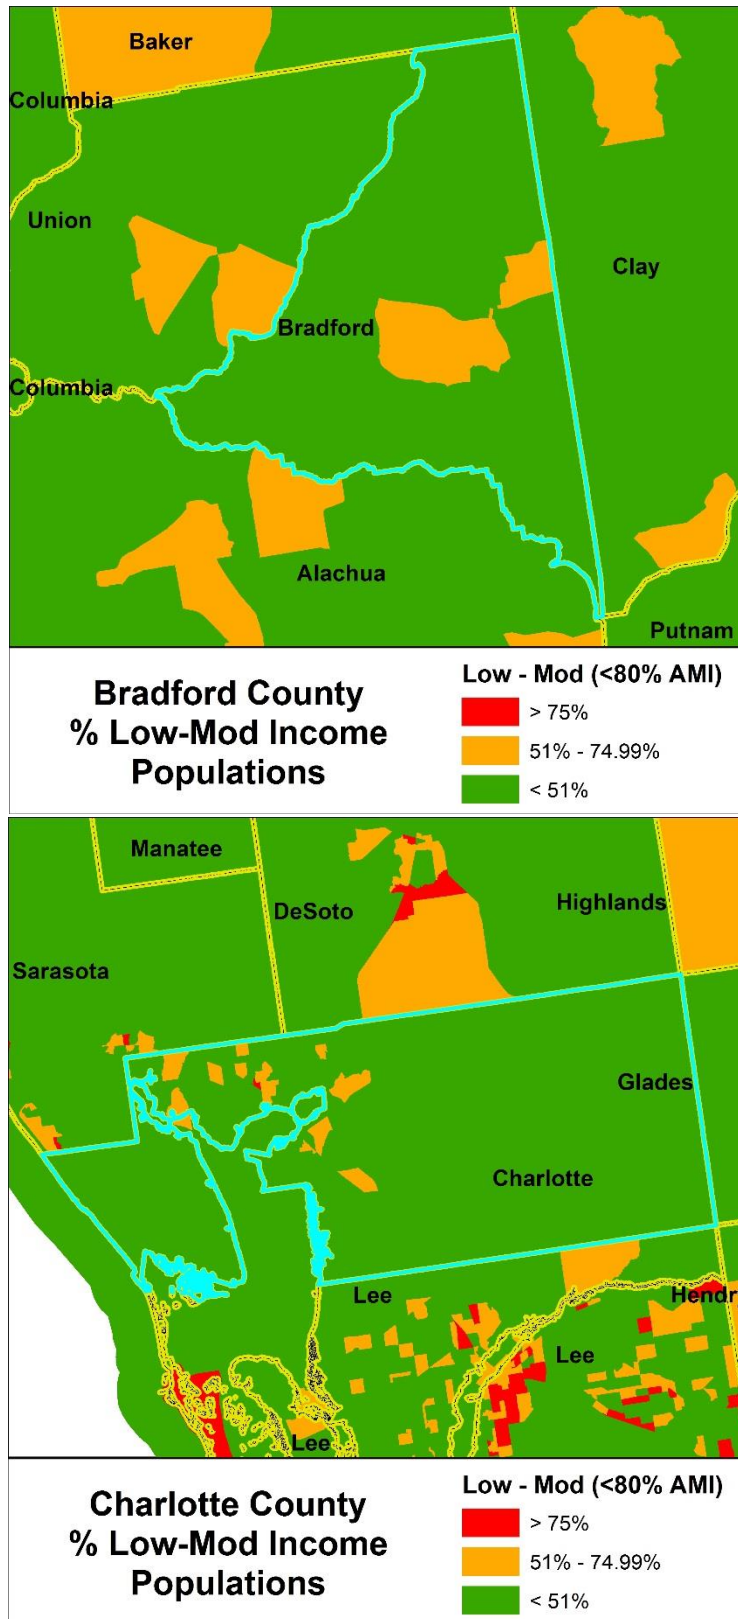 Baker
Columbia
Union
Clay
Bradford
Columbia
Alachua
Putnam
Bradford County
% Low-Mod Income
Populations
Low - Mod (<80% AMI)
> 75%
51% - 74.99%
< 51%
Manatee
DeSoto
Highlands
Sarasota
Glades
Charlotte
Lee
Hendr
Lee
Lee
Charlotte County
% Low-Mod Income
Populations
Low - Mod (<80% AMI)
> 75%
51% - 74.99%
< 51%